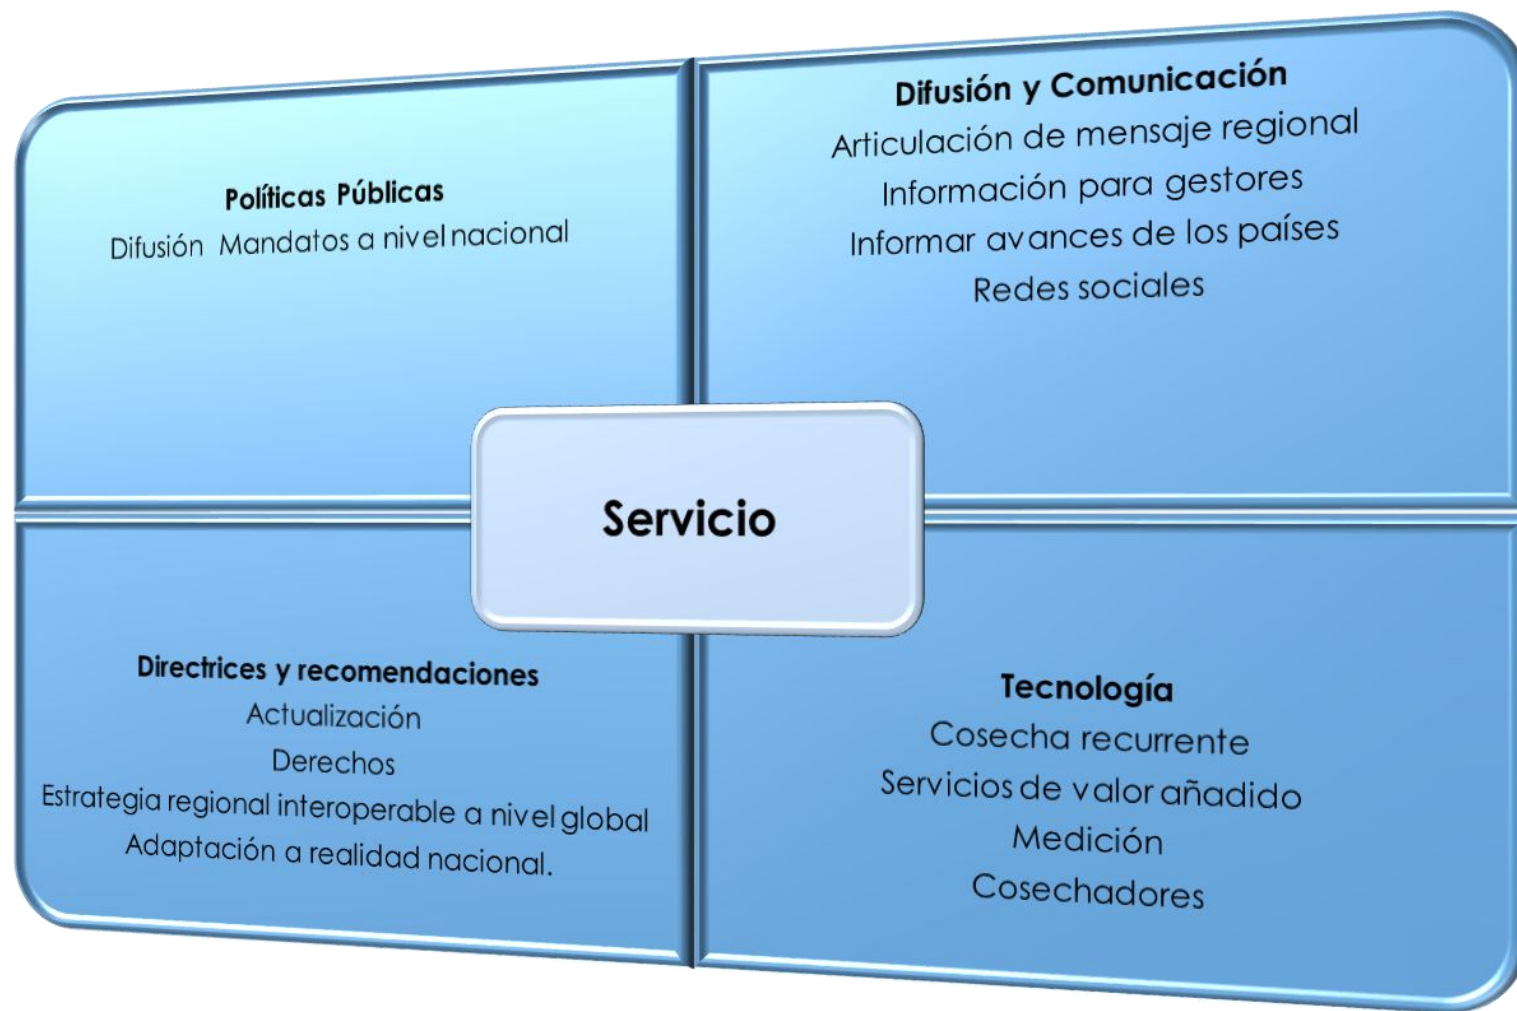 Políticas Públicas
Difusión Mandatos a nivel nacional
Difusión y Comunicación
Articulación de mensaje regional
Información para gestores
Informar avances de los países
Redes sociales
Servicio
Directrices y recomendaciones
Actualización
Derechos
Estrategia regional interoperable a nivel global
Adaptación a realidad nacional.
Tecnología
Cosecha recurrente
Servicios de valor añadido
Medición
Cosechadores